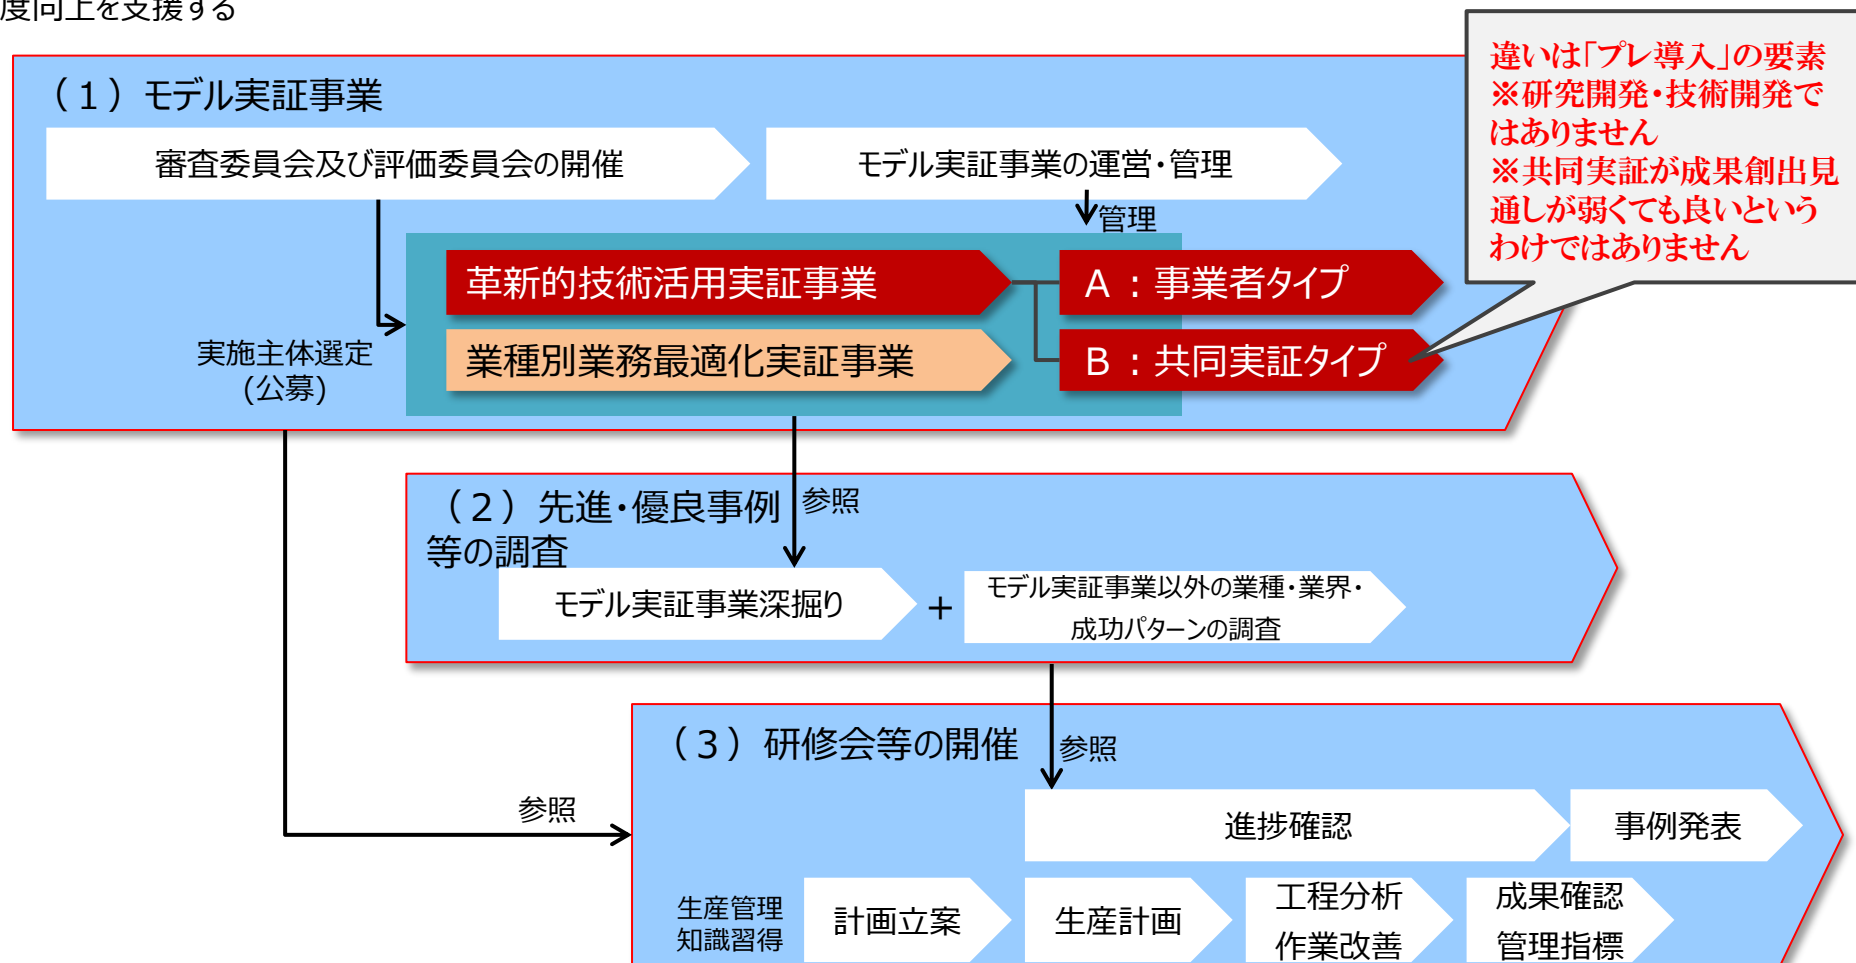 度向上を支援する
違いは「プレ導入」の要素
※研究開発・技術開発で
はありません
※共同実証が成果創出見
通しが弱くても良いという
わけではありません
（１）モデル実証事業
審査委員会及び評価委員会の開催
モデル実証事業の運営・管理
管理
革新的技術活用実証事業
A：事業者タイプ
実施主体選定
(公募)
業種別業務最適化実証事業
B：共同実証タイプ
（２）先進・優良事例
等の調査
参照
モデル実証事業深掘り
＋
モデル実証事業以外の業種・業界・
成功パターンの調査
（３）研修会等の開催
参照
参照
進捗確認
事例発表
生産管理
知識習得
計画立案
生産計画
工程分析
作業改善
成果確認
管理指標